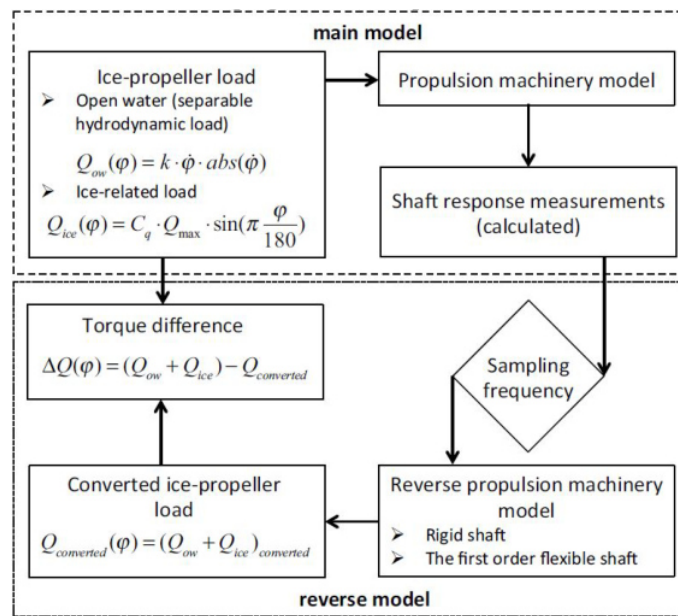 main model
Ice-propeller load
➢ Open water (separable
hydrodynamic load)
Q_ow(φ) = k · φ̇ · abs(φ̇)
➢ Ice-related load
Q_ice(φ) = C_q · Q_max · sin(π φ/180)
Propulsion machinery model
Shaft response measurements
(calculated)
Torque difference
ΔQ(φ) = (Q_ow + Q_ice) − Q_converted
Sampling
frequency
Converted ice-propeller
load
Q_converted(φ) = (Q_ow + Q_ice)_converted
Reverse propulsion machinery
model
➢ Rigid shaft
➢ The first order flexible shaft
reverse model